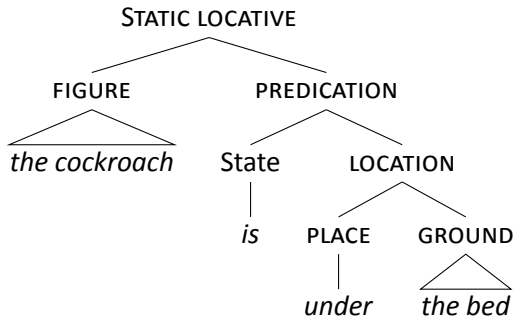 STATIC LOCATIVE
FIGURE PREDICATION
the cockroach State LOCATION
is PLACE GROUND
under the bed